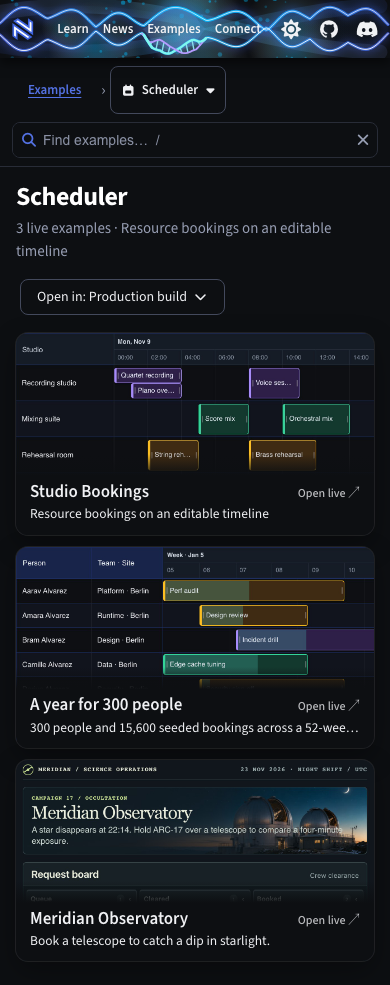 Learn News Examples Connect
Examples › Scheduler
Find examples… /
Scheduler
3 live examples · Resource bookings on an editable
timeline
Open in: Production build
Studio
Mon, Nov 9
00:00 02:00 04:00 06:00 08:00 10:00 12:00 14:00
Recording studio
Quartet recording
Piano ove…
Voice ses…
Mixing suite
Score mix
Orchestral mix
Rehearsal room
String reh…
Brass rehearsal
Studio Bookings
Open live
Resource bookings on an editable timeline
Person
Team · Site
Week · Jan 5
05 06 07 08 09 10
Aarav Alvarez
Platform · Berlin
Perf audit
Amara Alvarez
Runtime · Berlin
Design review
Bram Alvarez
Design · Berlin
Incident drill
Camille Alvarez
Data · Berlin
Edge cache tuning
A year for 300 people
Open live
300 people and 15,600 seeded bookings across a 52-wee…
MERIDIAN / SCIENCE OPERATIONS
23 NOV 2026 · NIGHT SHIFT / UTC
CAMPAIGN 17 / OCCULTATION
Meridian Observatory
A star disappears at 22:14. Hold ARC-17 over a telescope to compare a four-minute
exposure.
Request board
Crew clearance
Queue
Cleared
Booked
Meridian Observatory
Open live
Book a telescope to catch a dip in starlight.